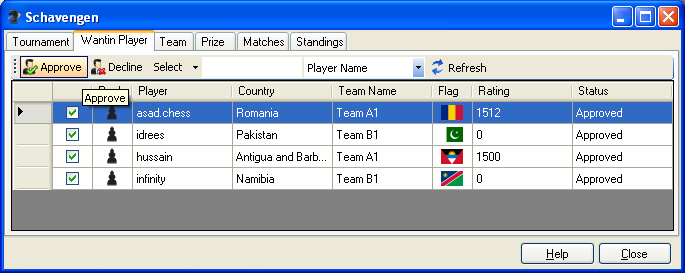 Schavengen
Tournament Wantin Player Team Prize Matches Standings
Approve Decline Select Player Name Refresh
Player Country Team Name Flag Rating Status
Approve
asad.chess Romania Team A1 1512 Approved
idrees Pakistan Team B1 0 Approved
hussain Antigua and Barb... Team A1 1500 Approved
infinity Namibia Team B1 0 Approved
Help Close